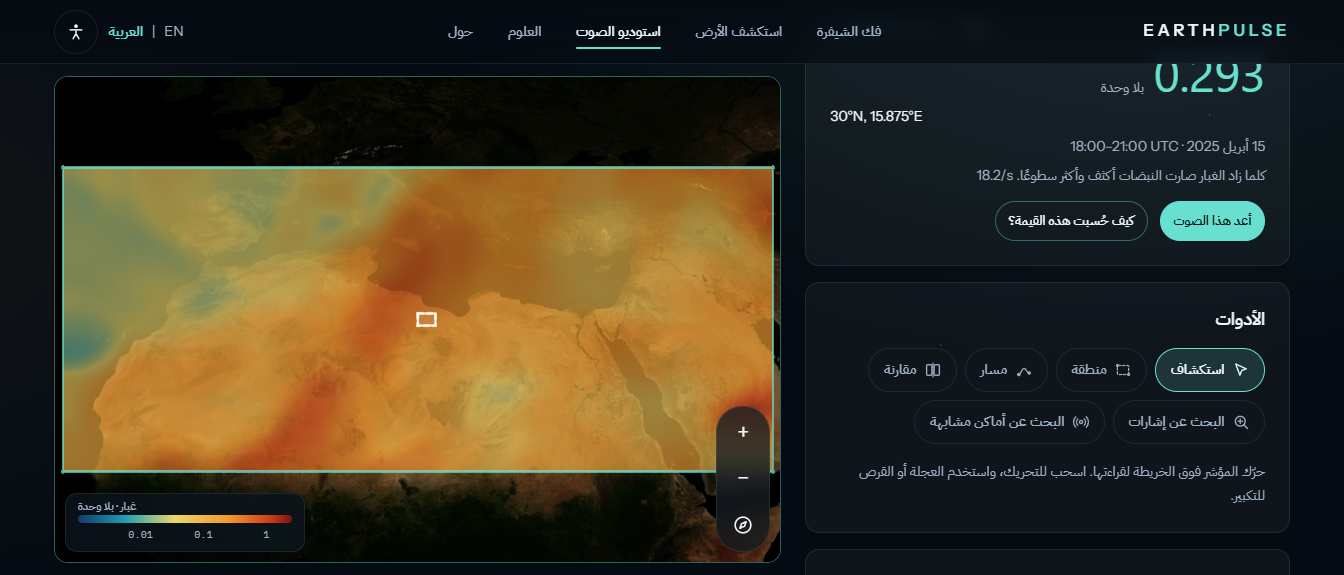 EARTHPULSE
فك الشيفرة
استكشف الأرض
استوديو الصوت
العلوم
حول
العربية | EN
0.293 بلا وحدة
30°N, 15.875°E
15 أبريل 2025 · 18:00–21:00 UTC
كلما زاد الغبار صارت النبضات أكثف وأكثر سطوعًا. 18.2/s
أعد هذا الصوت
كيف حُسبت هذه القيمة؟
الأدوات
استكشاف
منطقة
مسار
مقارنة
البحث عن إشارات
البحث عن أماكن مشابهة
حرّك المؤشر فوق الخريطة لقراءتها. اسحب للتحريك، واستخدم العجلة أو القرص
للتكبير.
+
−
غبار · بلا وحدة
0.01 0.1 1